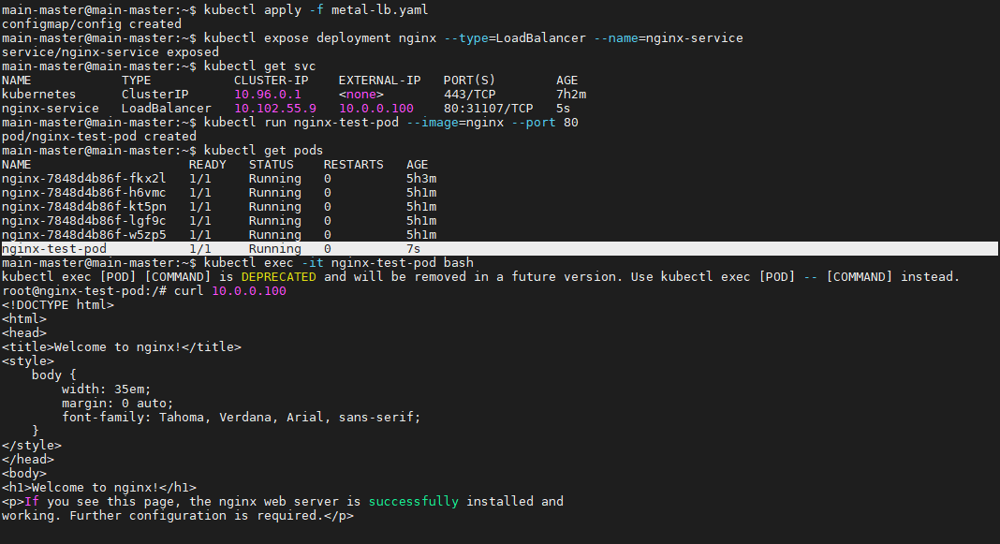 main-master@main-master:~$ kubectl apply -f metal-lb.yaml
configmap/config created
main-master@main-master:~$ kubectl expose deployment nginx --type=LoadBalancer --name=nginx-service
service/nginx-service exposed
main-master@main-master:~$ kubectl get svc
NAME            TYPE           CLUSTER-IP    EXTERNAL-IP   PORT(S)        AGE
kubernetes      ClusterIP      10.96.0.1     <none>        443/TCP        7h2m
nginx-service   LoadBalancer   10.102.55.9   10.0.0.100    80:31107/TCP   5s
main-master@main-master:~$ kubectl run nginx-test-pod --image=nginx --port 80
pod/nginx-test-pod created
main-master@main-master:~$ kubectl get pods
NAME                     READY   STATUS    RESTARTS   AGE
nginx-7848d4b86f-fkx2l   1/1     Running   0          5h3m
nginx-7848d4b86f-h6vmc   1/1     Running   0          5h1m
nginx-7848d4b86f-kt5pn   1/1     Running   0          5h1m
nginx-7848d4b86f-lgf9c   1/1     Running   0          5h1m
nginx-7848d4b86f-w5zp5   1/1     Running   0          5h1m
nginx-test-pod           1/1     Running   0          7s
main-master@main-master:~$ kubectl exec -it nginx-test-pod bash
kubectl exec [POD] [COMMAND] is DEPRECATED and will be removed in a future version. Use kubectl exec [POD] -- [COMMAND] instead.
root@nginx-test-pod:/# curl 10.0.0.100
<!DOCTYPE html>
<html>
<head>
<title>Welcome to nginx!</title>
<style>
    body {
        width: 35em;
        margin: 0 auto;
        font-family: Tahoma, Verdana, Arial, sans-serif;
    }
</style>
</head>
<body>
<h1>Welcome to nginx!</h1>
<p>If you see this page, the nginx web server is successfully installed and
working. Further configuration is required.</p>